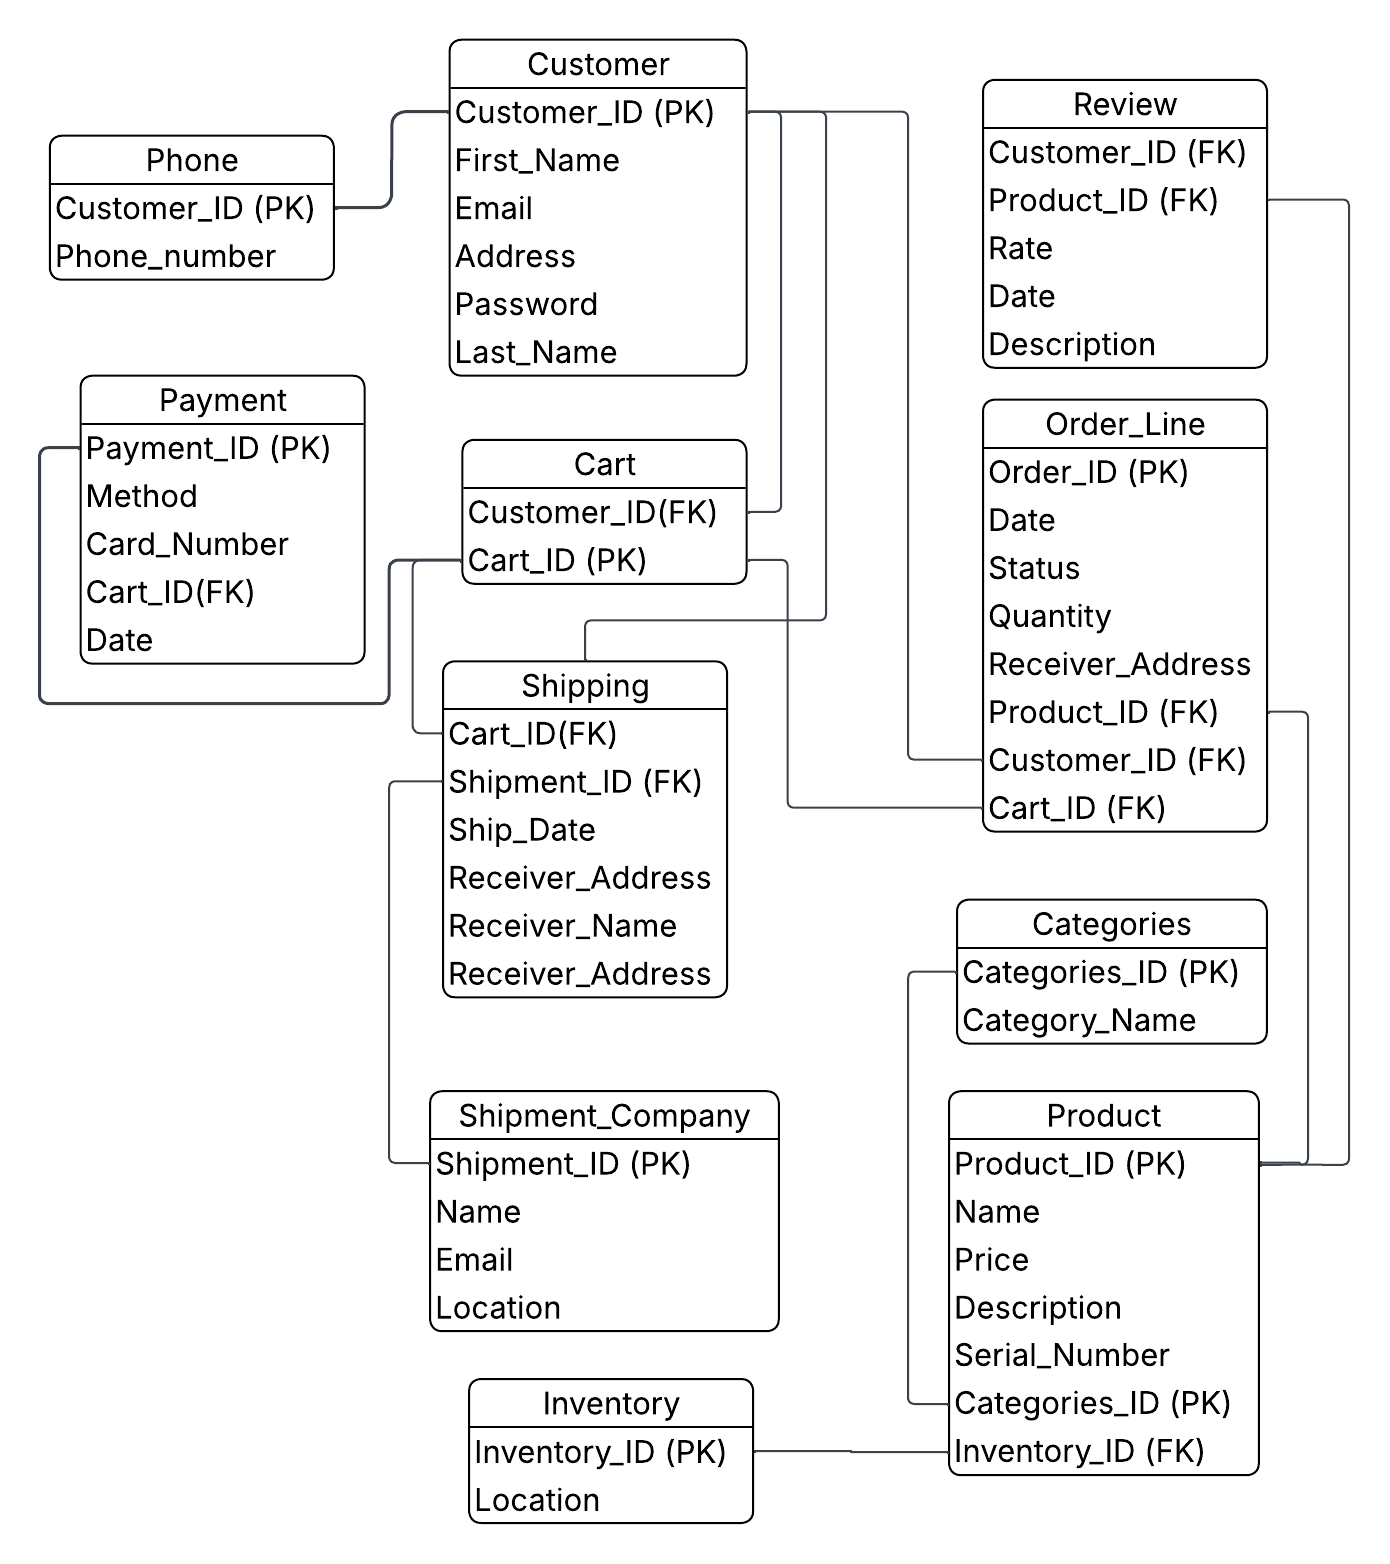 Customer
Customer_ID (PK)
First_Name
Email
Address
Password
Last_Name
Review
Customer_ID (FK)
Product_ID (FK)
Rate
Date
Description
Phone
Customer_ID (PK)
Phone_number
Payment
Payment_ID (PK)
Method
Card_Number
Cart_ID(FK)
Date
Cart
Customer_ID(FK)
Cart_ID (PK)
Order_Line
Order_ID (PK)
Date
Status
Quantity
Receiver_Address
Product_ID (FK)
Customer_ID (FK)
Cart_ID (FK)
Shipping
Cart_ID(FK)
Shipment_ID (FK)
Ship_Date
Receiver_Address
Receiver_Name
Receiver_Address
Categories
Categories_ID (PK)
Category_Name
Shipment_Company
Shipment_ID (PK)
Name
Email
Location
Product
Product_ID (PK)
Name
Price
Description
Serial_Number
Categories_ID (PK)
Inventory_ID (FK)
Inventory
Inventory_ID (PK)
Location